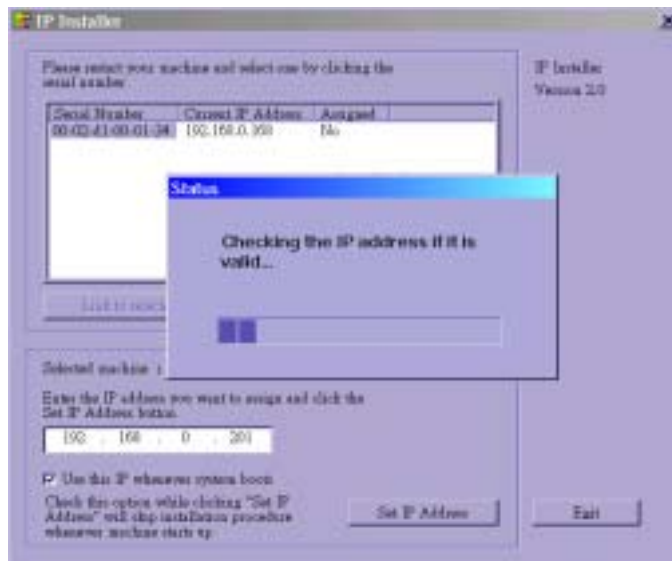 IP Installer
Please restart your machine and select one by clicking the
serial number
IP Installer
Version 2.0
Serial Number Current IP Address Assigned
00-02-d1-00-01-34 192.168.0.168 No
Status
Checking the IP address if it is
valid...
Link to
Selected machine :
Enter the IP address you want to assign and click the
Set IP Address button
192 . 168 . 0 . 201
Use this IP whenever system boots
Check this option while clicking "Set IP
Address" will skip installation procedure
whenever machine starts up
Set IP Address
Exit